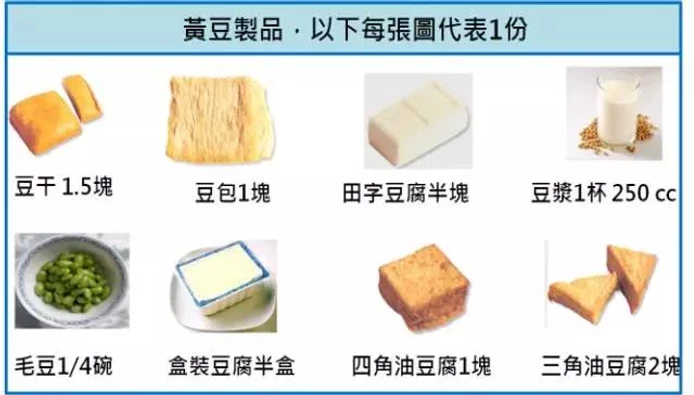 黃豆製品，以下每張圖代表1份
豆干 1.5塊
豆包1塊
田字豆腐半塊
豆漿1杯 250 cc
毛豆1/4碗
盒裝豆腐半盒
四角油豆腐1塊
三角油豆腐2塊